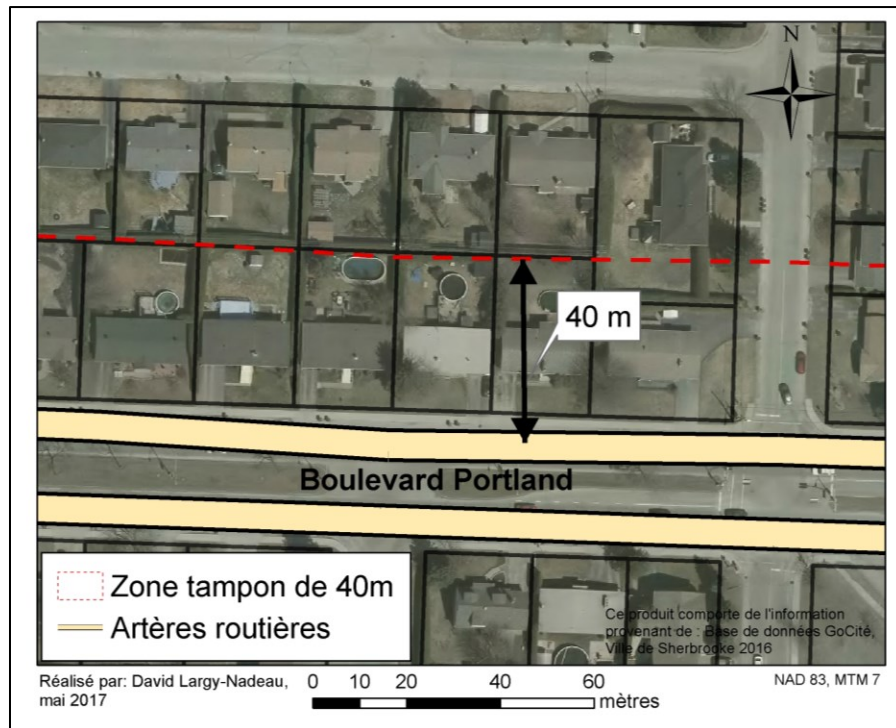 N
40 m
Boulevard Portland
Zone tampon de 40m
Artères routières
Ce produit comporte de l'information
provenant de : Base de données GoCité,
Ville de Sherbrooke 2016
Réalisé par: David Largy-Nadeau,
mai 2017
0 10 20 40 60
mètres
NAD 83, MTM 7